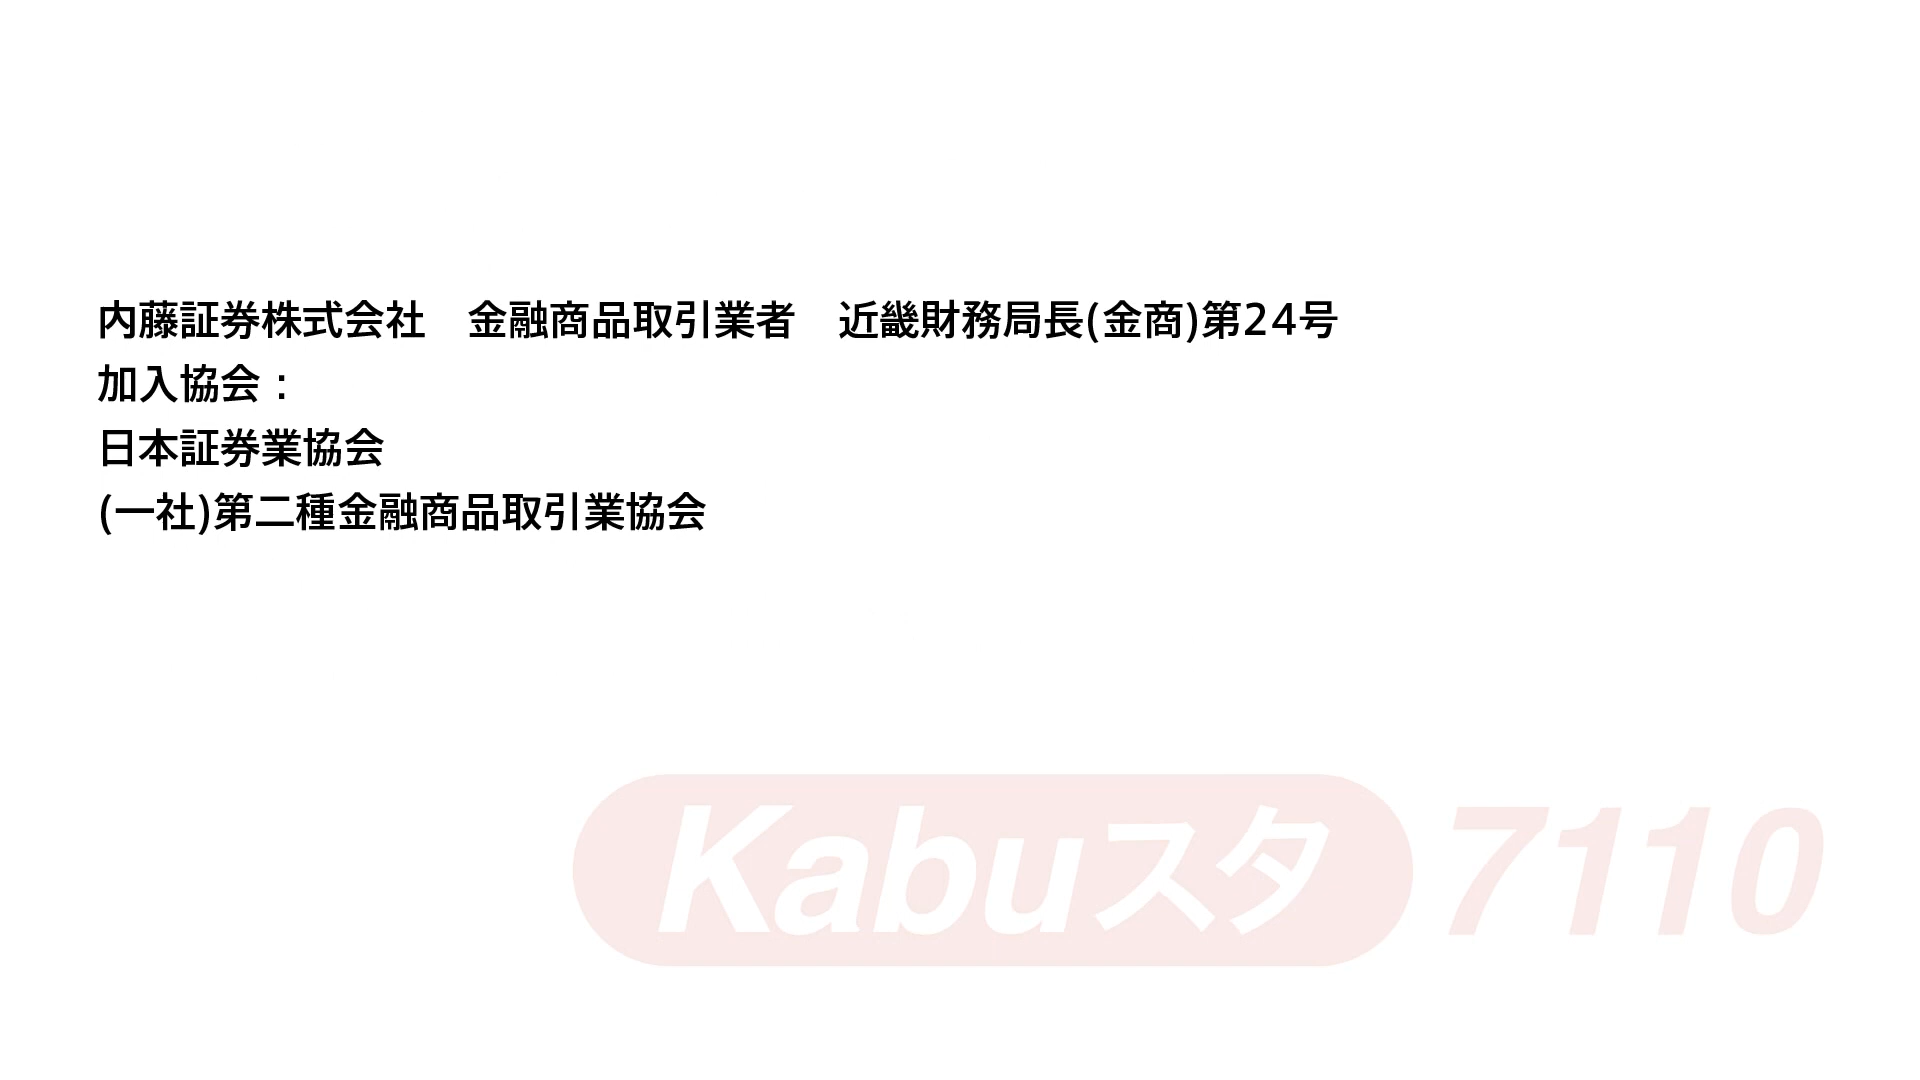 内藤証券株式会社　金融商品取引業者　近畿財務局長(金商)第24号
加入協会：
日本証券業協会
(一社)第二種金融商品取引業協会
Kabuスタ 7110